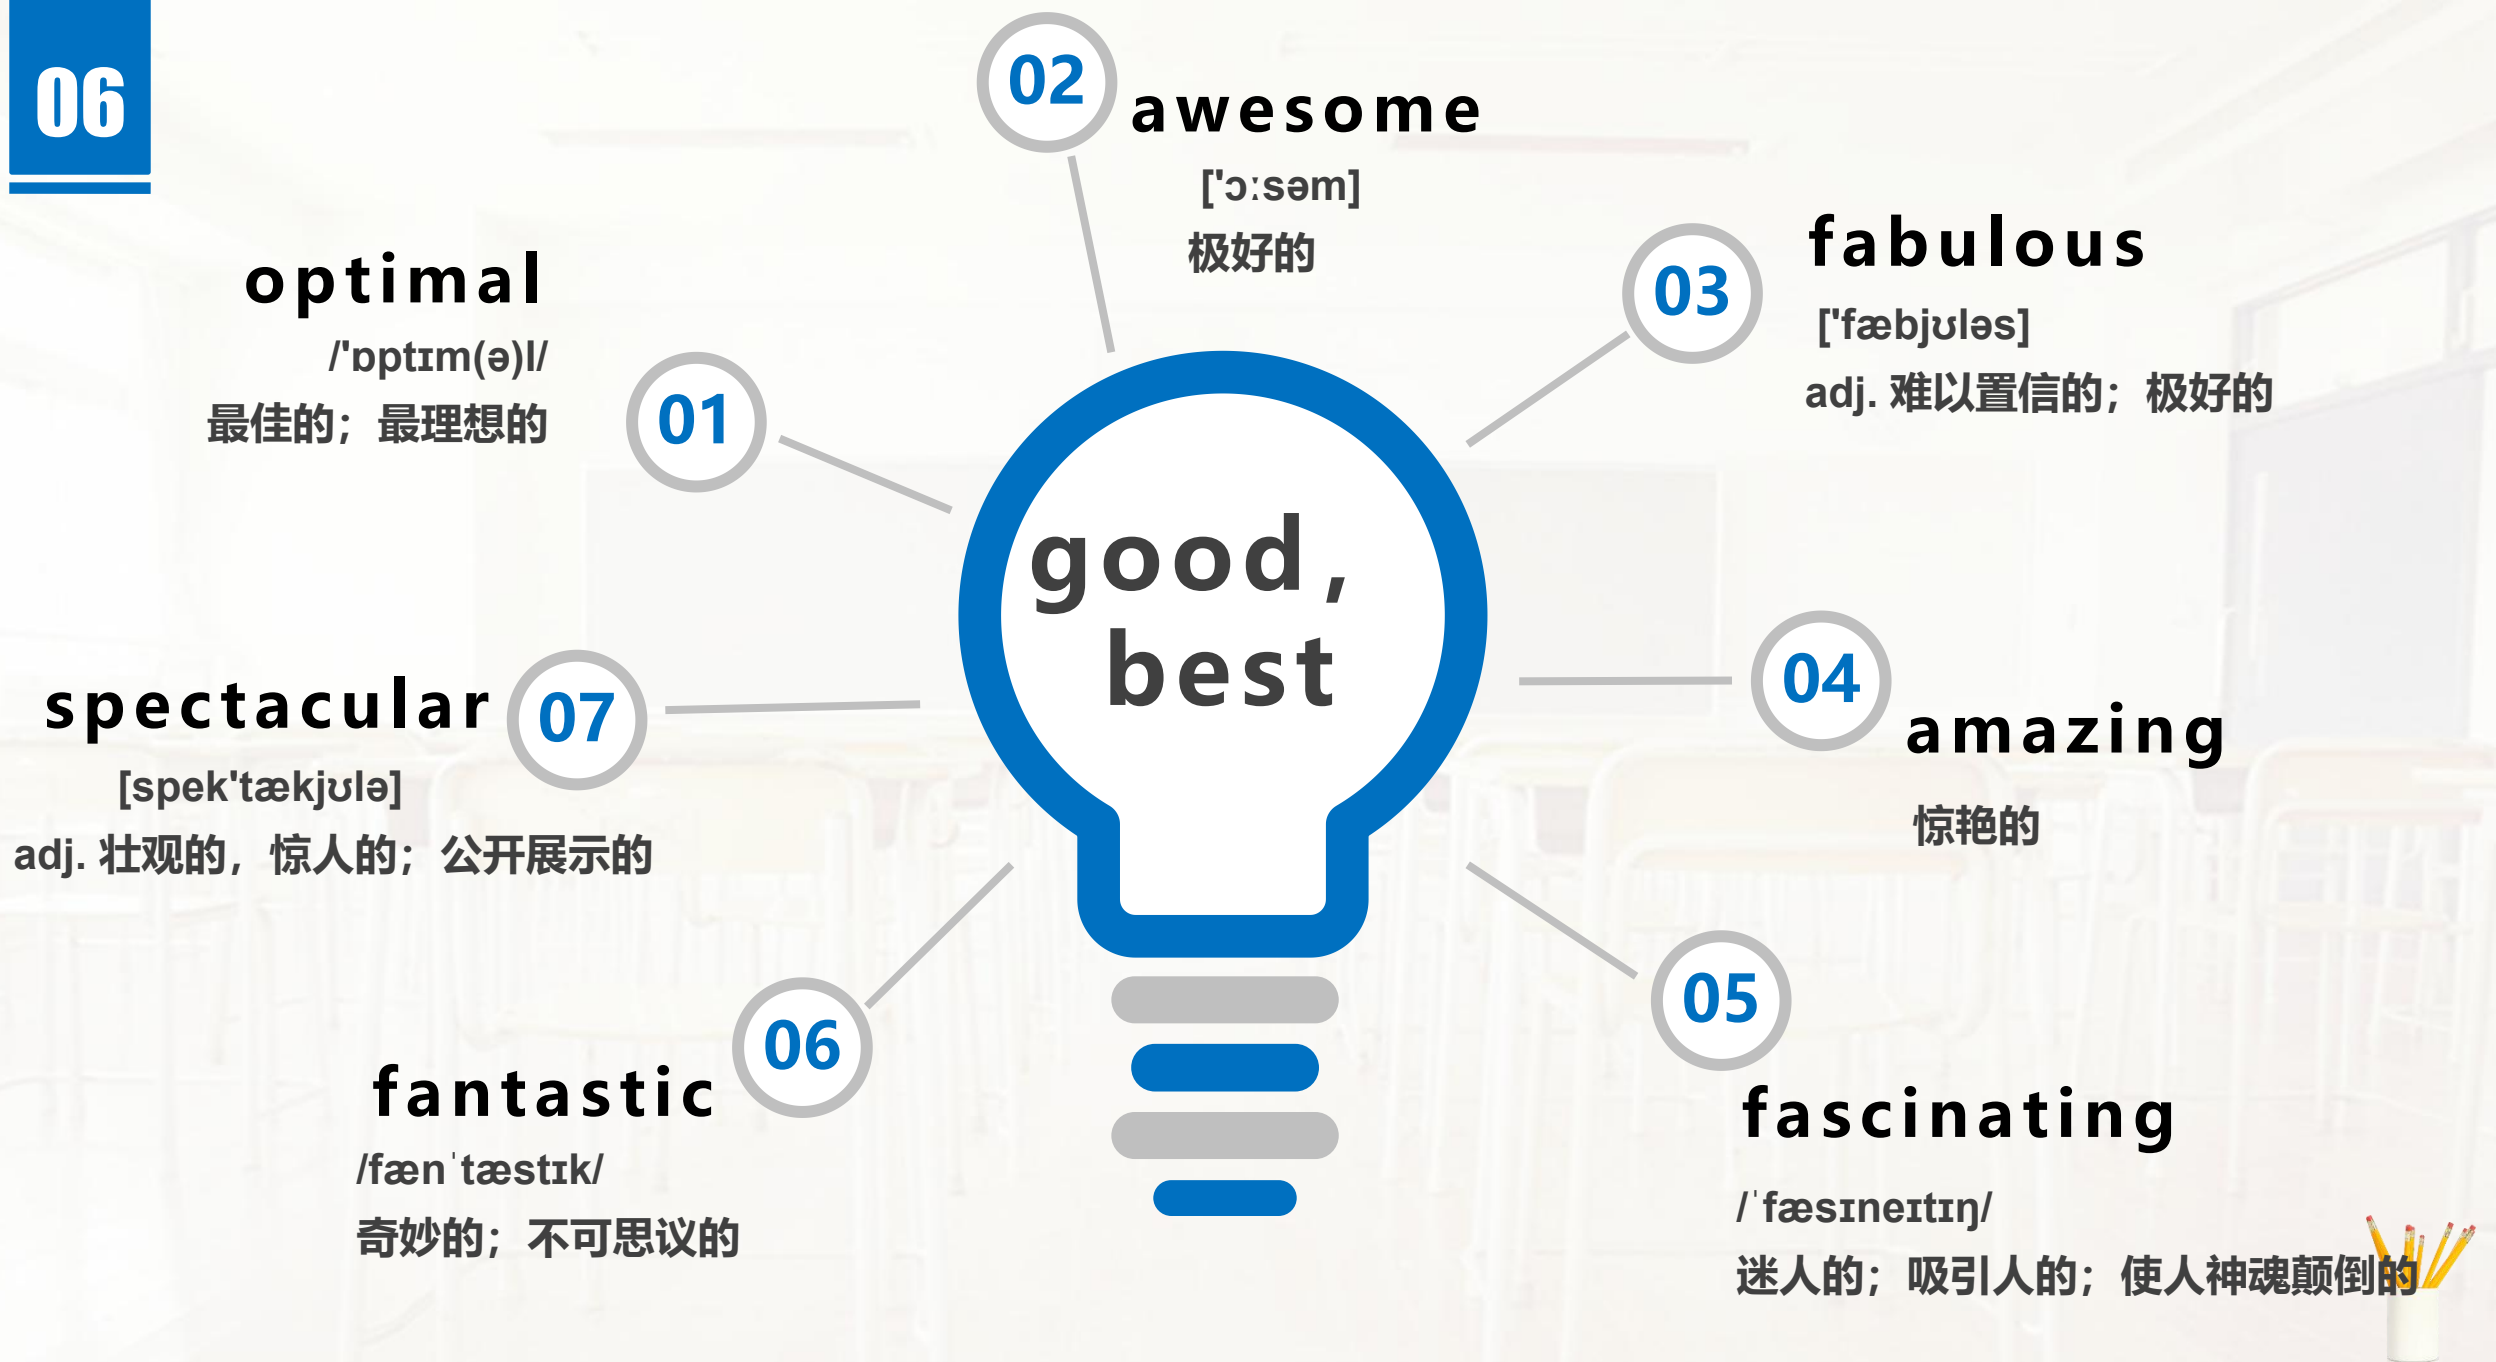 06
good,
best
01
optimal
/'ɒptɪm(ə)l/
最佳的；最理想的
02
awesome
['ɔːsəm]
极好的
03
fabulous
['fæbjʊləs]
adj. 难以置信的；极好的
04
amazing
惊艳的
05
fascinating
/ˈfæsɪneɪtɪŋ/
迷人的；吸引人的；使人神魂颠倒的
06
fantastic
/fænˈtæstɪk/
奇妙的；不可思议的
07
spectacular
[spek'tækjʊlə]
adj. 壮观的，惊人的；公开展示的